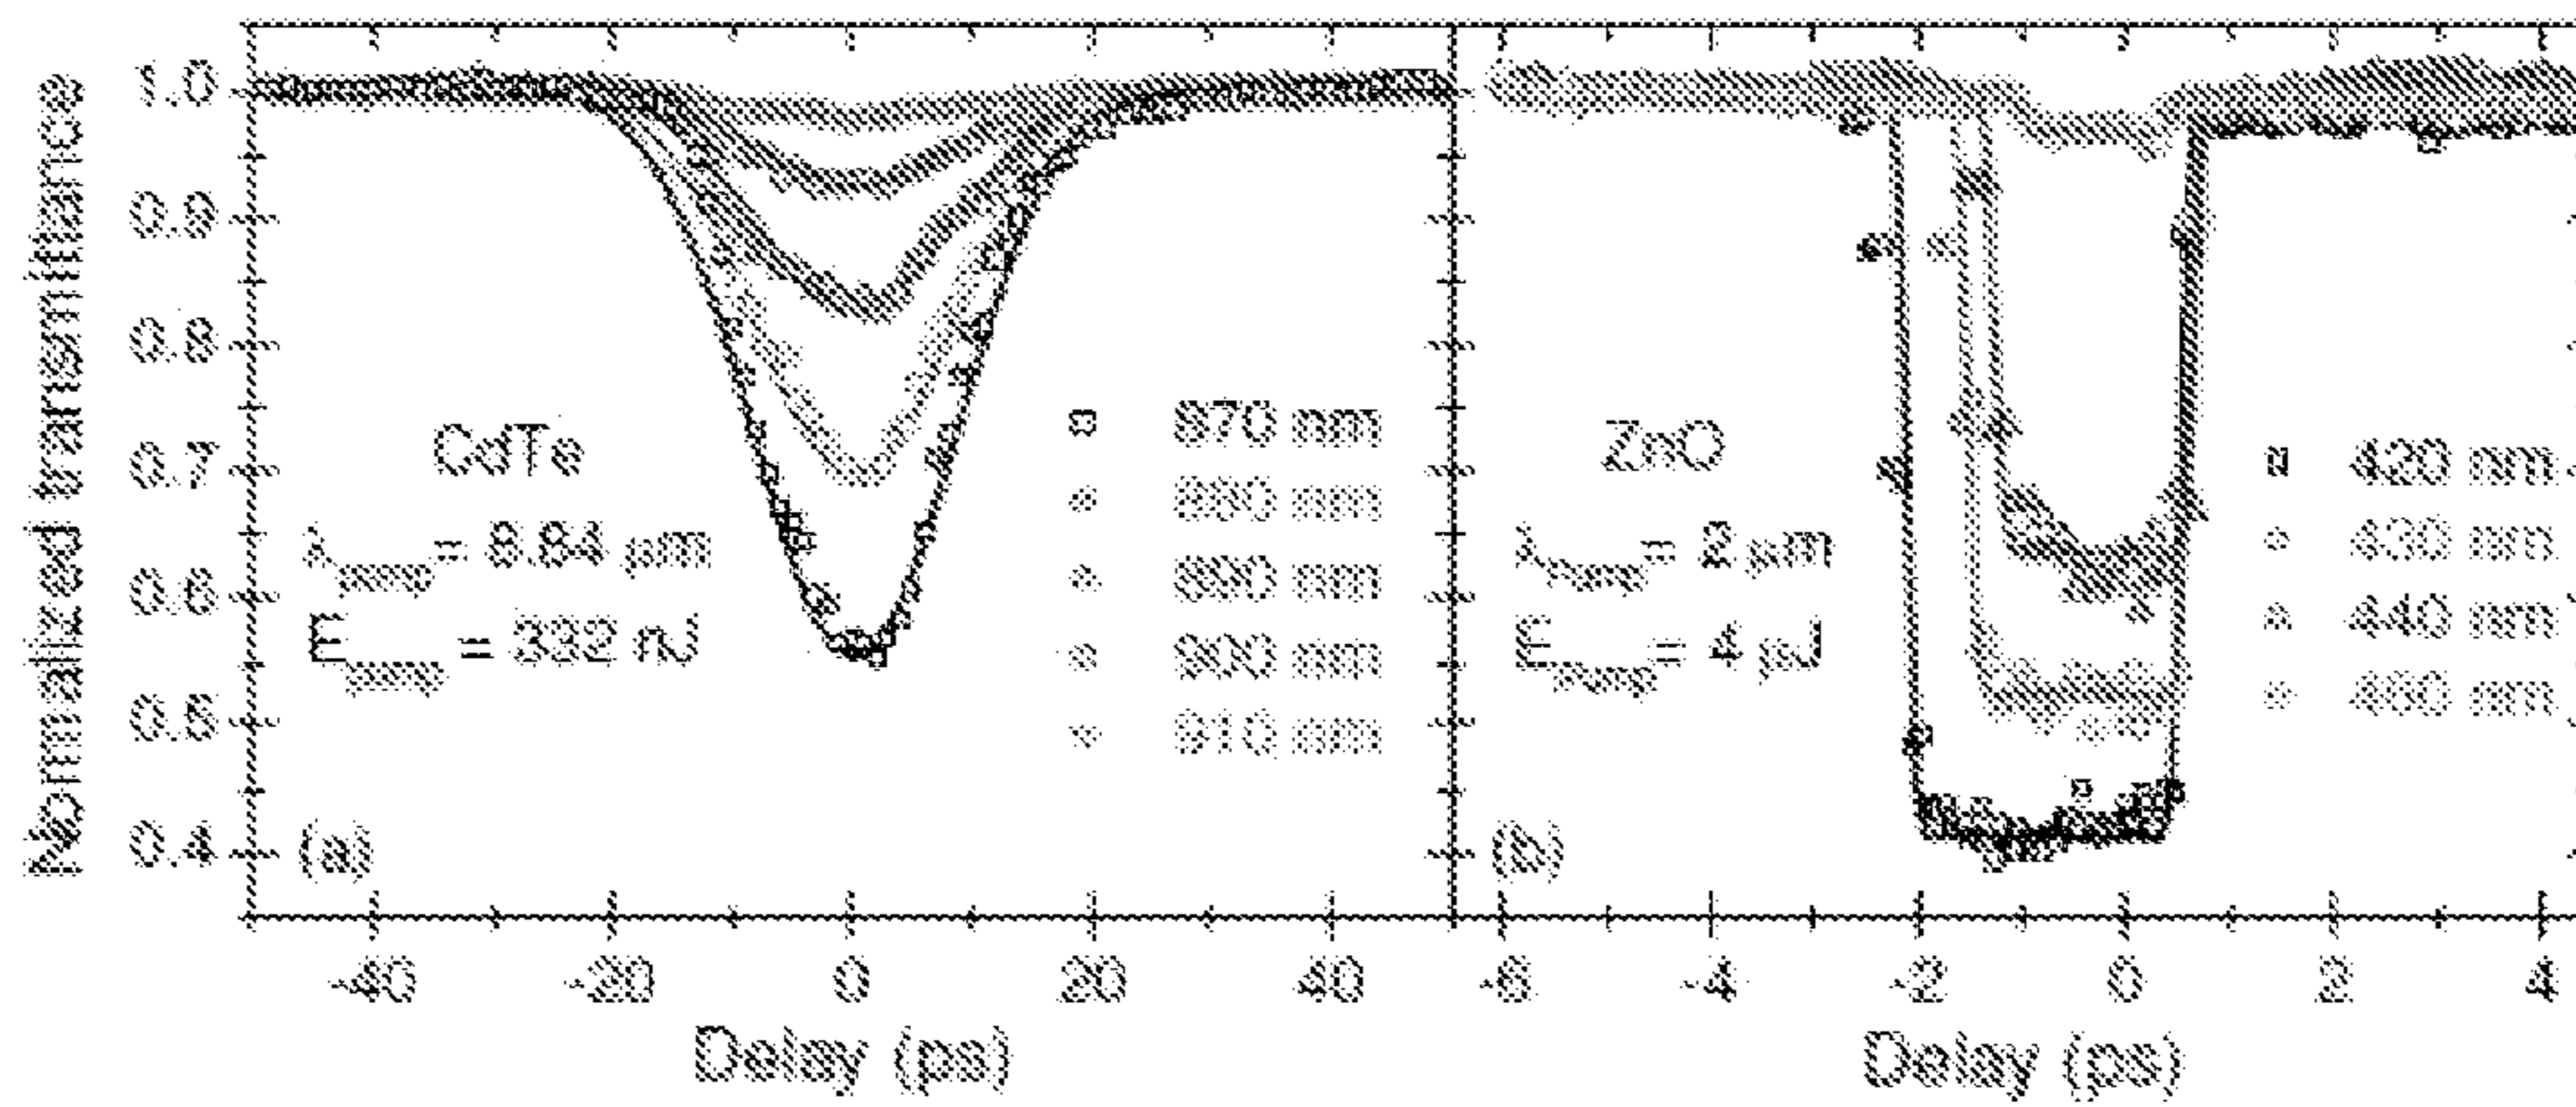 Normalized transmittance
1.0
0.9
0.8
0.7
0.6
0.5
0.4
CdTe
λpump = 8.84 μm
Epump = 332 nJ
870 nm
880 nm
890 nm
900 nm
910 nm
(a)
-40 -20 0 20 40
Delay (ps)
ZnO
λPump = 2 μm
EPump = 4 μJ
420 nm
430 nm
440 nm
(b)
-6 -4 -2 0 2 4
Delay (ps)